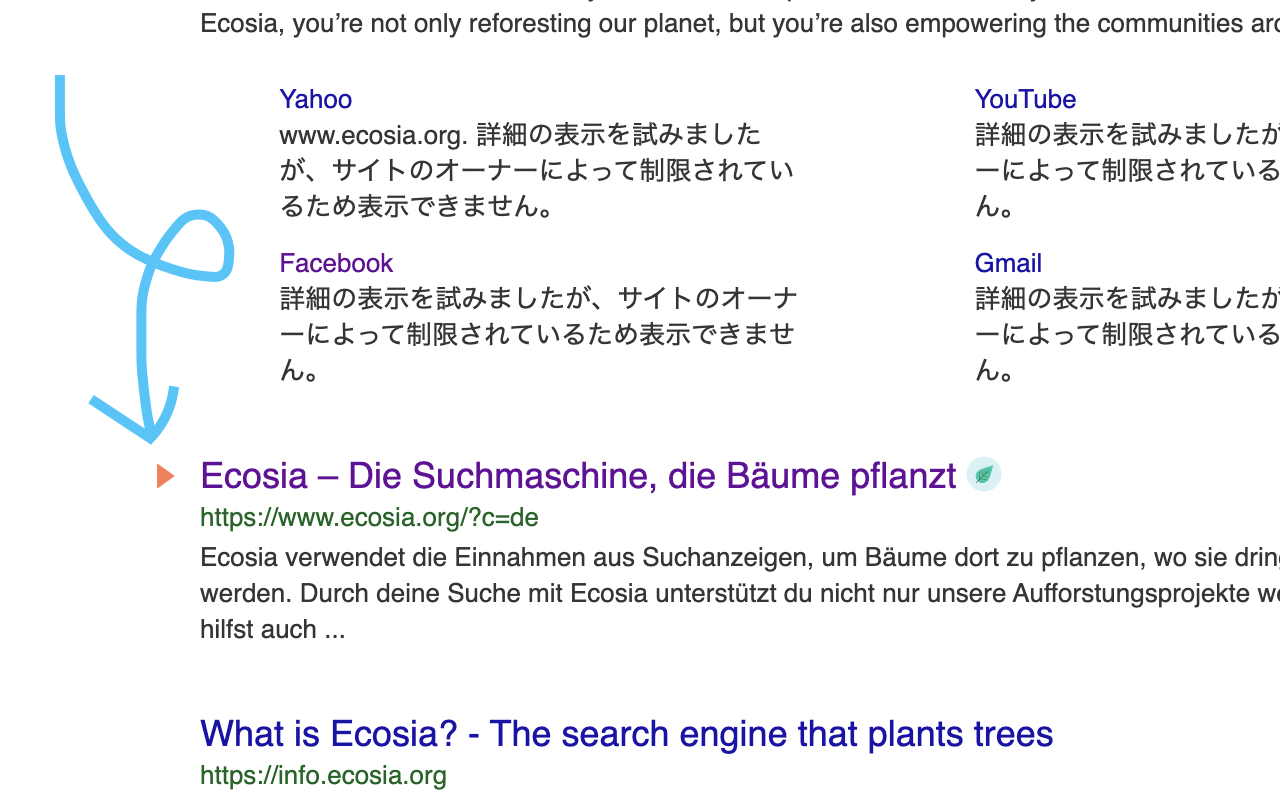 Ecosia, you’re not only reforesting our planet, but you’re also empowering the communities
Yahoo
www.ecosia.org. 詳細の表示を試みました
が、サイトのオーナーによって制限されてい
るため表示できません。
YouTube
詳細の表示を試みましたが
ーによって制限されている
ん。
Facebook
詳細の表示を試みましたが、サイトのオーナ
ーによって制限されているため表示できませ
ん。
Gmail
詳細の表示を試みましたが
ーによって制限されている
ん。
Ecosia – Die Suchmaschine, die Bäume pflanzt
https://www.ecosia.org/?c=de
Ecosia verwendet die Einnahmen aus Suchanzeigen, um Bäume dort zu pflanzen, wo sie
werden. Durch deine Suche mit Ecosia unterstützt du nicht nur unsere Aufforstungsprojekte
hilfst auch ...
What is Ecosia? - The search engine that plants trees
https://info.ecosia.org